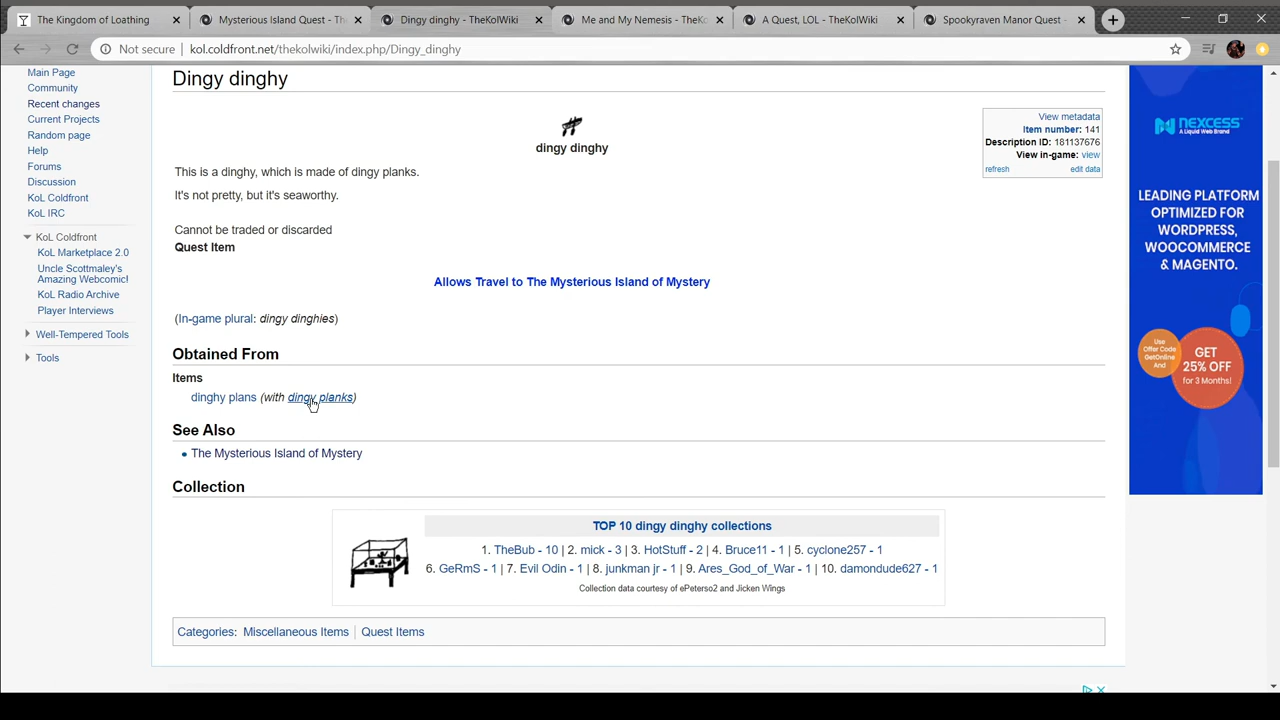 The Kingdom of Loathing
Mysterious Island Quest - The
Dingy dinghy - TheKolWiki
Me and My Nemesis - TheKo
A Quest, LOL - TheKolWiki
Spookyraven Manor Quest -
Not secure
kol.coldfront.net/thekolwiki/index.php/Dingy_dinghy
Main Page
Community
Recent changes
Current Projects
Random page
Help
Forums
Discussion
KoL Coldfront
KoL IRC
KoL Coldfront
KoL Marketplace 2.0
Uncle Scottmaley's
Amazing Webcomic!
KoL Radio Archive
Player Interviews
Well-Tempered Tools
Tools
Dingy dinghy
dingy dinghy
View metadata
Item number: 141
Description ID: 181137676
View in-game: view
refresh
edit data
This is a dinghy, which is made of dingy planks.
It's not pretty, but it's seaworthy.
Cannot be traded or discarded
Quest Item
Allows Travel to The Mysterious Island of Mystery
(In-game plural: dingy dinghies)
Obtained From
Items
dinghy plans (with dingy planks)
See Also
The Mysterious Island of Mystery
Collection
TOP 10 dingy dinghy collections
1. TheBub - 10 | 2. mick - 3 | 3. HotStuff - 2 | 4. Bruce11 - 1 | 5. cyclone257 - 1
6. GeRmS - 1 | 7. Evil Odin - 1 | 8. junkman jr - 1 | 9. Ares_God_of_War - 1 | 10. damondude627 - 1
Collection data courtesy of ePeterso2 and Jicken Wings
Categories: Miscellaneous Items | Quest Items
NEXCESS
A LIQUID WEB BRAND
LEADING PLATFORM
OPTIMIZED FOR
WORDPRESS,
WOOCOMMERCE
& MAGENTO.
Use
Offer Code
GetOnline
And
GET
25% OFF
for 3 Months!